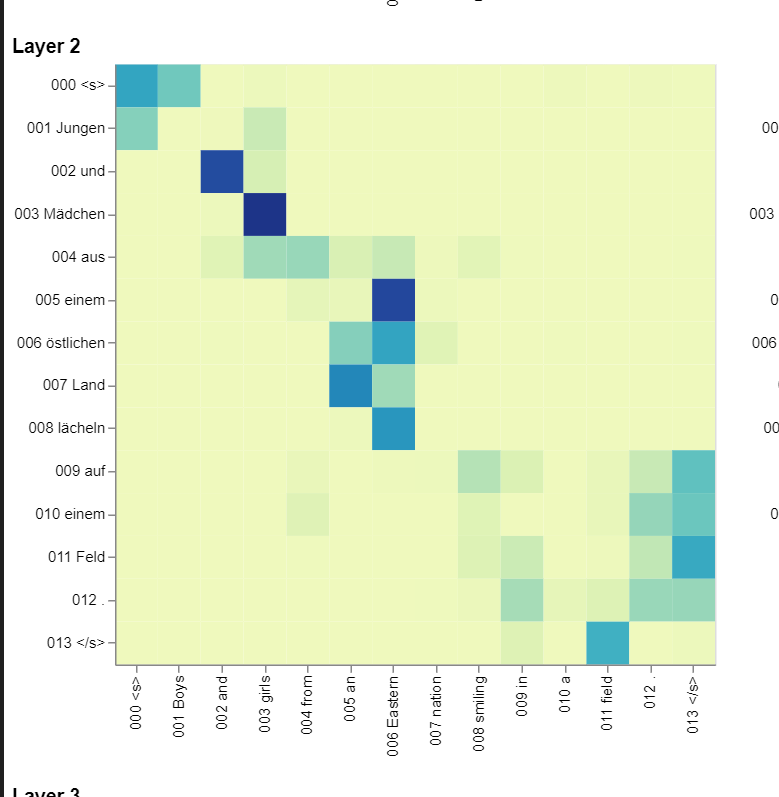 Layer 2
000 <s>
001 Jungen
002 und
003 Mädchen
004 aus
005 einem
006 östlichen
007 Land
008 lächeln
009 auf
010 einem
011 Feld
012 .
013 </s>
000 <s>
001 Boys
002 and
003 girls
004 from
005 an
006 Eastern
007 nation
008 smiling
009 in
010 a
011 field
012 .
013 </s>
00
003
0
006
00
0
Layer 3